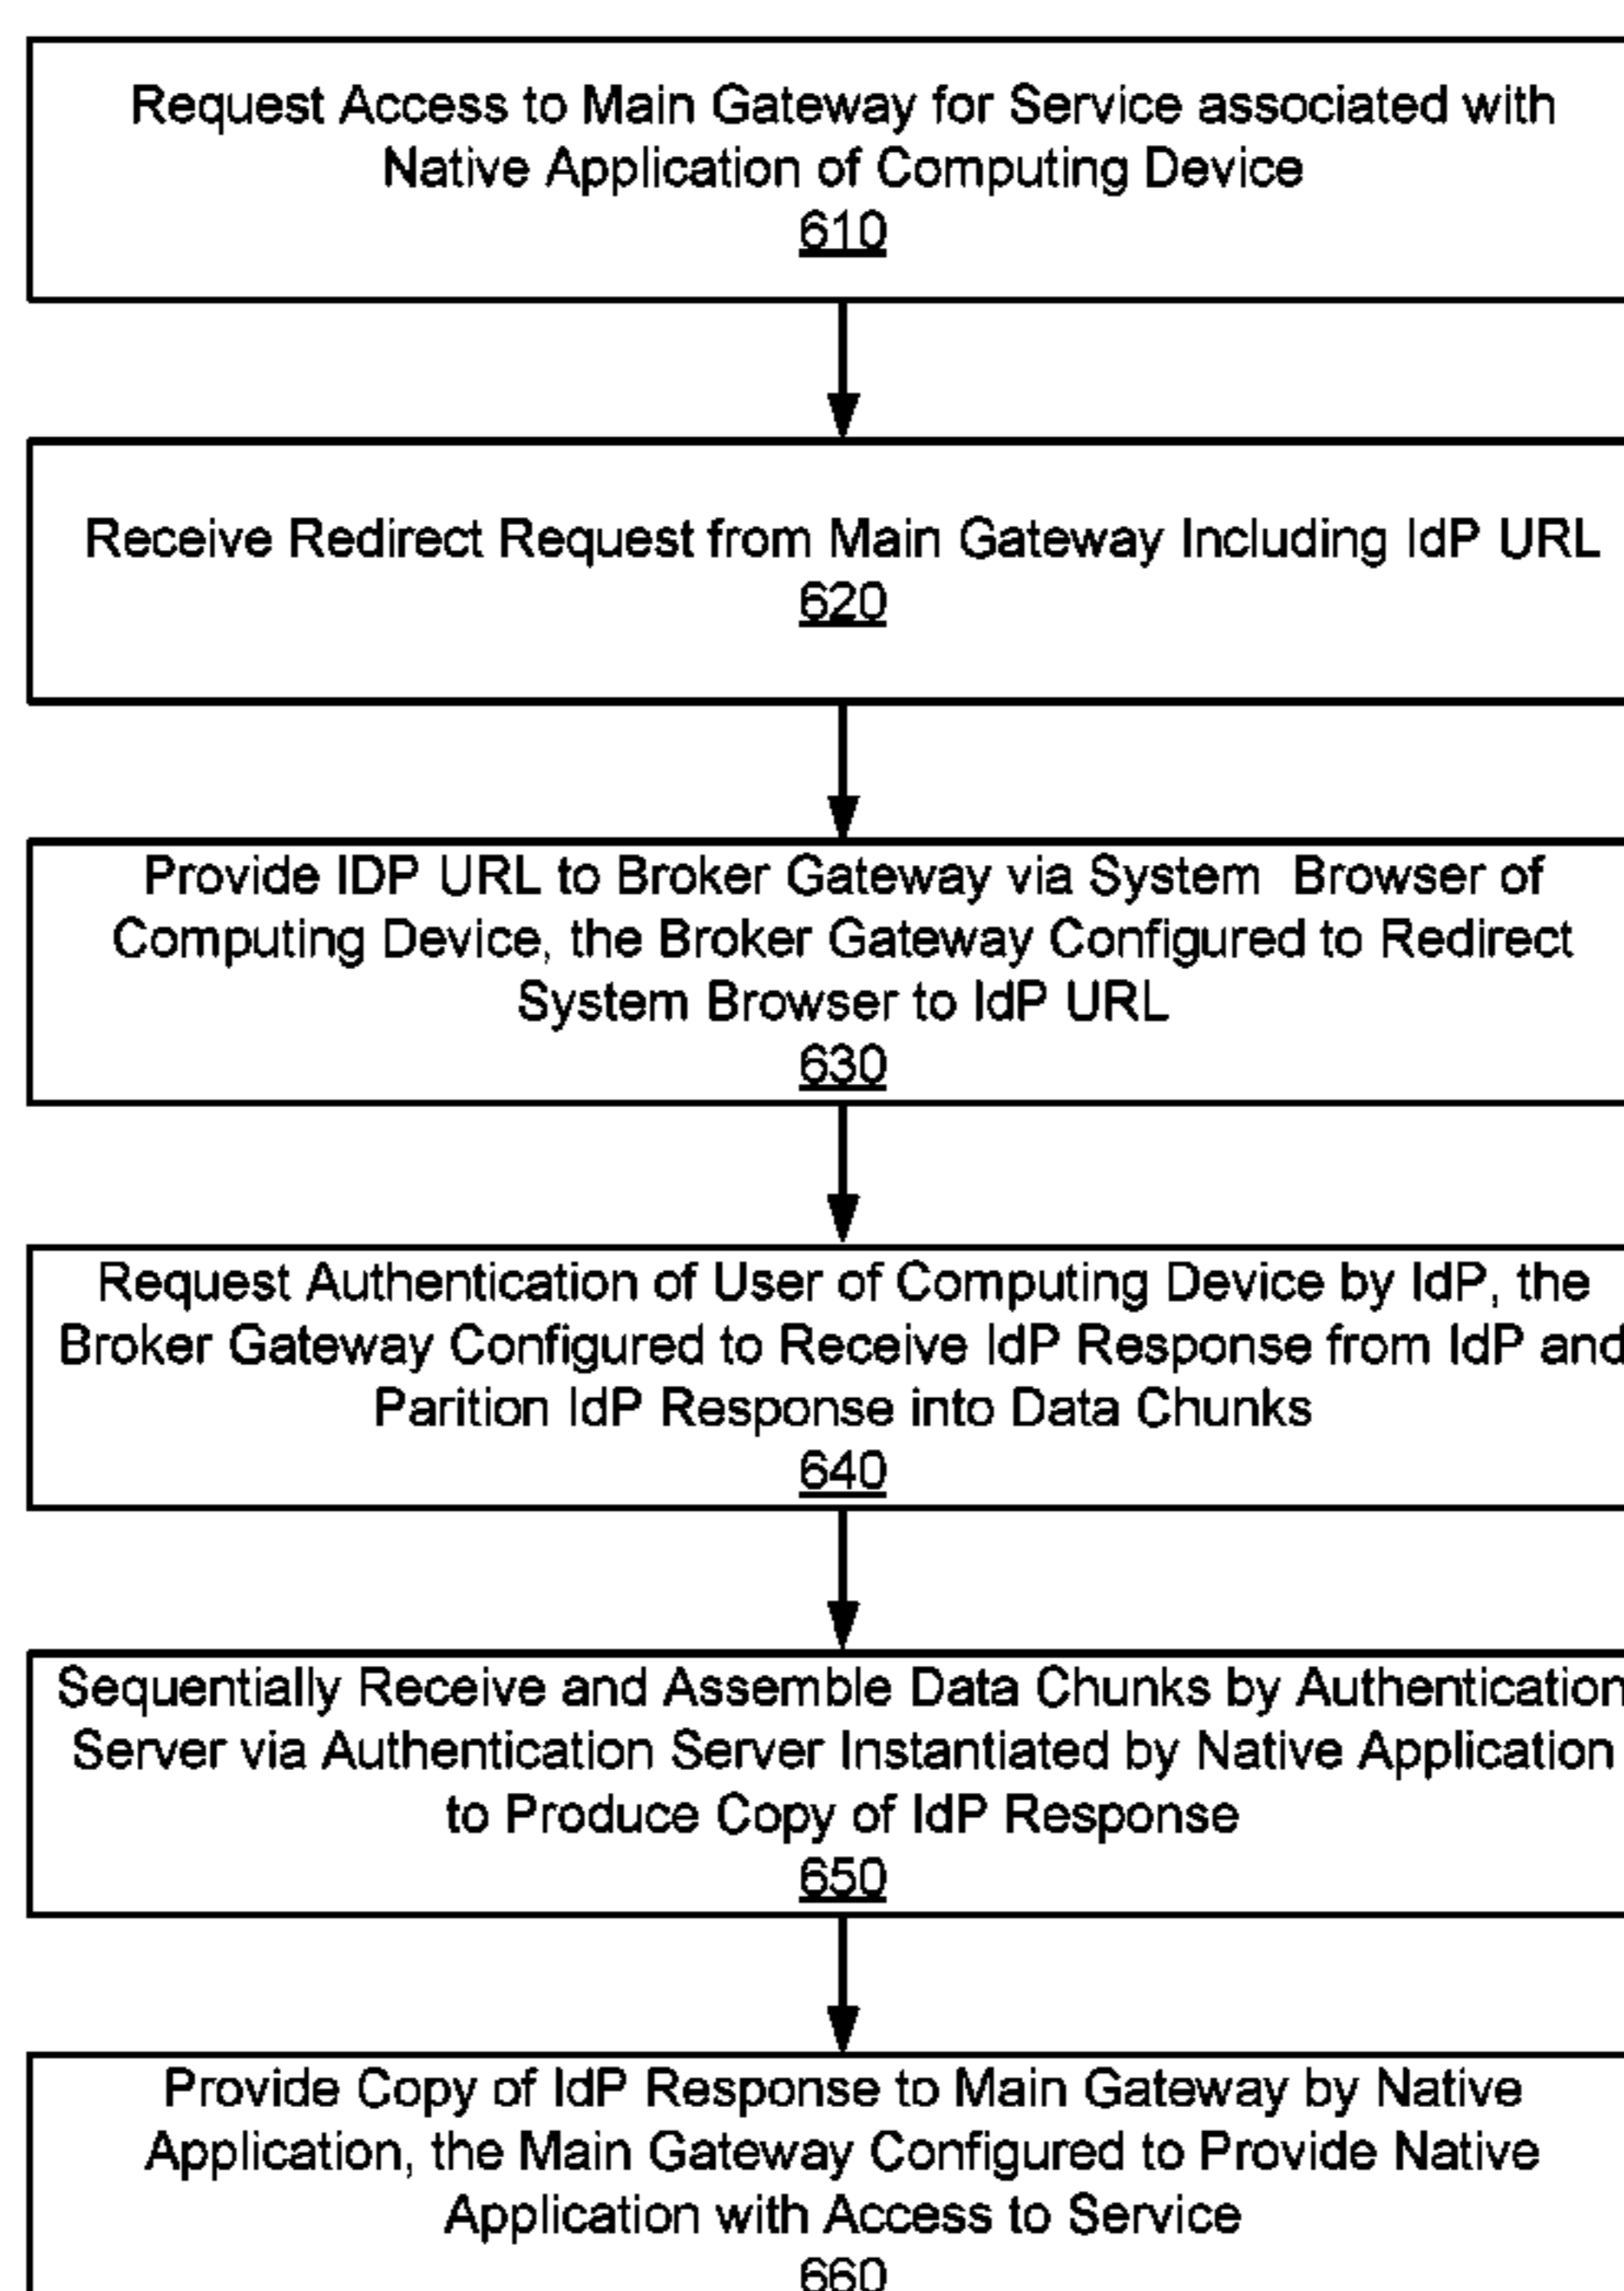 Request Access to Main Gateway for Service associated with
Native Application of Computing Device
610
Receive Redirect Request from Main Gateway Including IdP URL
620
Provide IDP URL to Broker Gateway via System Browser of
Computing Device, the Broker Gateway Configured to Redirect
System Browser to IdP URL
630
Request Authentication of User of Computing Device by IdP, the
Broker Gateway Configured to Receive IdP Response from IdP and
Parition IdP Response into Data Chunks
640
Sequentially Receive and Assemble Data Chunks by Authentication
Server via Authentication Server Instantiated by Native Application
to Produce Copy of IdP Response
650
Provide Copy of IdP Response to Main Gateway by Native
Application, the Main Gateway Configured to Provide Native
Application with Access to Service
660